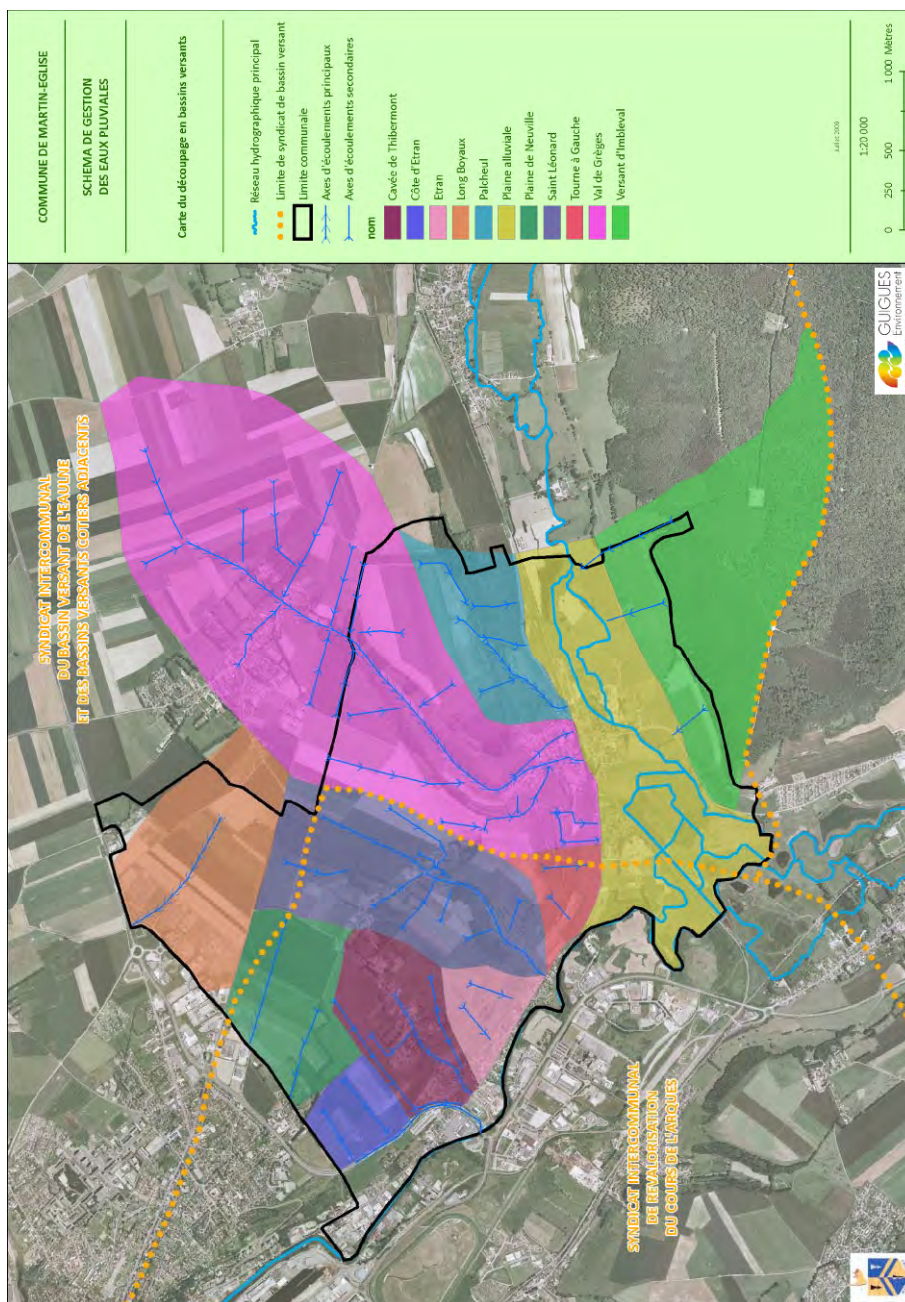 COMMUNE DE MARTIN-EGLISE
SCHEMA DE GESTION
DES EAUX PLUVIALES
Carte du découpage en bassins versants
Réseau hydrographique principal
Limite de syndicat de bassin versant
Limite communale
Axes d'écoulements principaux
Axes d'écoulements secondaires
nom
Cavée de Thibermont
Côte d'Etran
Etran
Long Boyaux
Palcheul
Plaine alluviale
Plaine de Neuville
Saint Léonard
Tourne à Gauche
Val de Grèges
Versant d'Imbleval
Juillet 2009
1:20 000
0 250 500 1 000 Mètres
SYNDICAT INTERCOMMUNAL
DU BASSIN VERSANT DE L'EAULNE
ET DES BASSINS VERSANTS COTIERS ADJACENTS
SYNDICAT INTERCOMMUNAL
DE REVALORISATION
DU COURS DE L'ARQUES
GUIGUES
Environnement